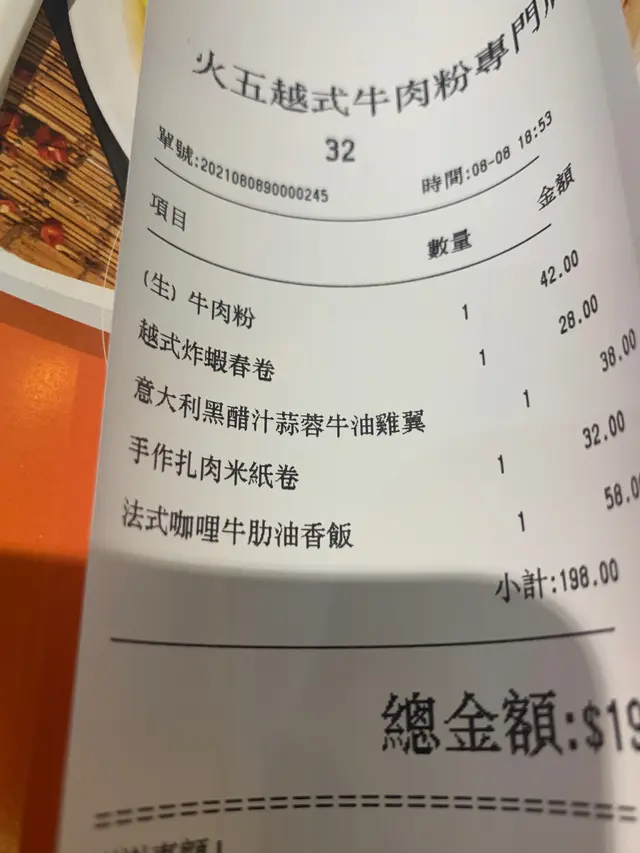 火五越式牛肉粉專門
32
單號:2021080890000245 時間:08-08 18:53
項目 數量 金額
(生) 牛肉粉 1 42.00
越式炸蝦春卷 1 28.00
意大利黑醋汁蒜蓉牛油雞翼 1 38.00
手作扎肉米紙卷 1 32.00
法式咖哩牛肋油香飯 1 58.0
小計:198.00
總金額:$19